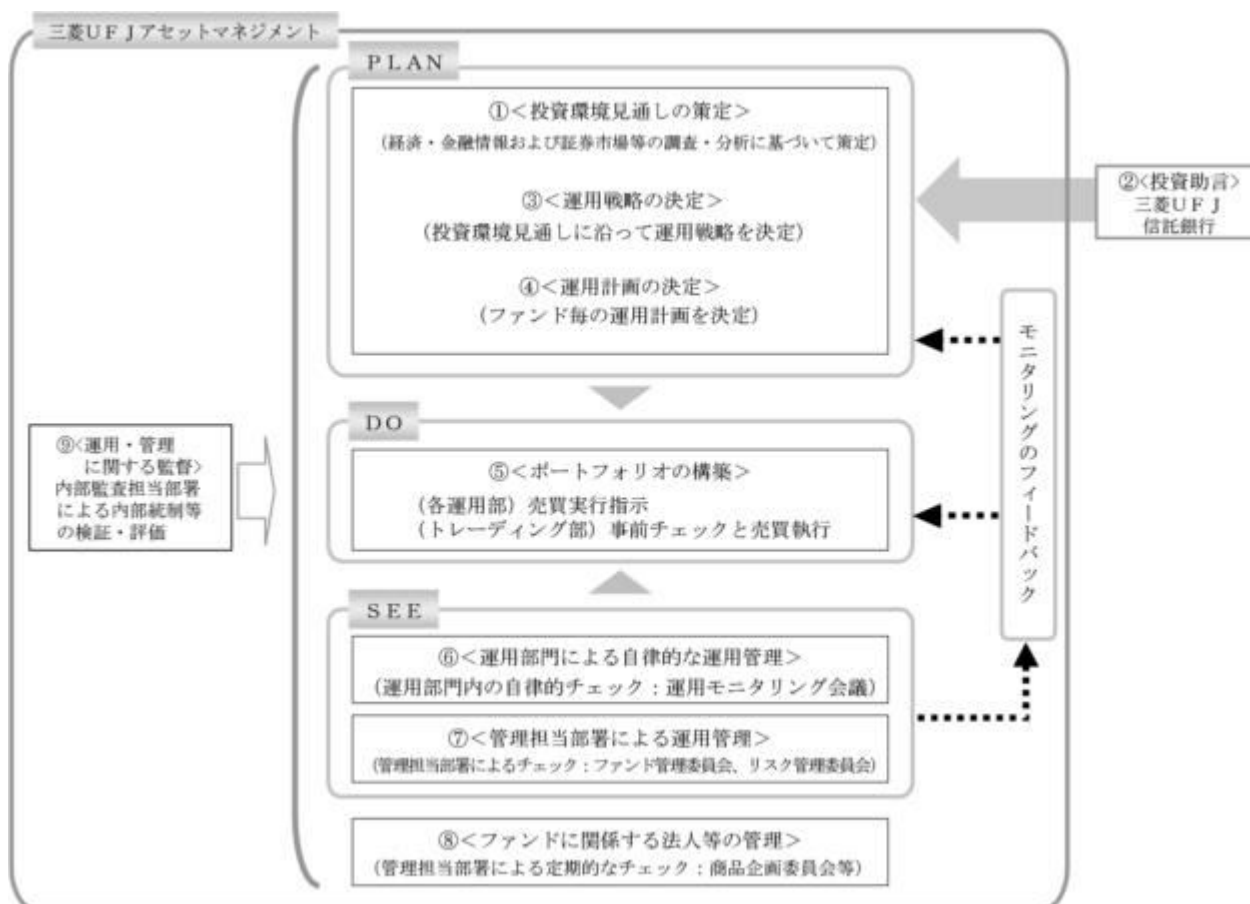 三菱UFJアセットマネジメント
PLAN
①<投資環境見通しの策定>
(経済・金融情報および証券市場等の調査・分析に基づいて策定)
③<運用戦略の決定>
(投資環境見通しに沿って運用戦略を決定)
④<運用計画の決定>
(ファンド毎の運用計画を決定)
②<投資助言>
三菱UFJ
信託銀行
モニタリングのフィードバック
DO
⑤<ポートフォリオの構築>
(各運用部)売買実行指示
(トレーディング部)事前チェックと売買執行
⑨<運用・管理
に関する監督>
内部監査担当部署
による内部統制等
の検証・評価
SEE
⑥<運用部門による自律的な運用管理>
(運用部門内の自律的チェック:運用モニタリング会議)
⑦<管理担当部署による運用管理>
(管理担当部署によるチェック:ファンド管理委員会、リスク管理委員会)
⑧<ファンドに関係する法人等の管理>
(管理担当部署による定期的なチェック:商品企画委員会等)